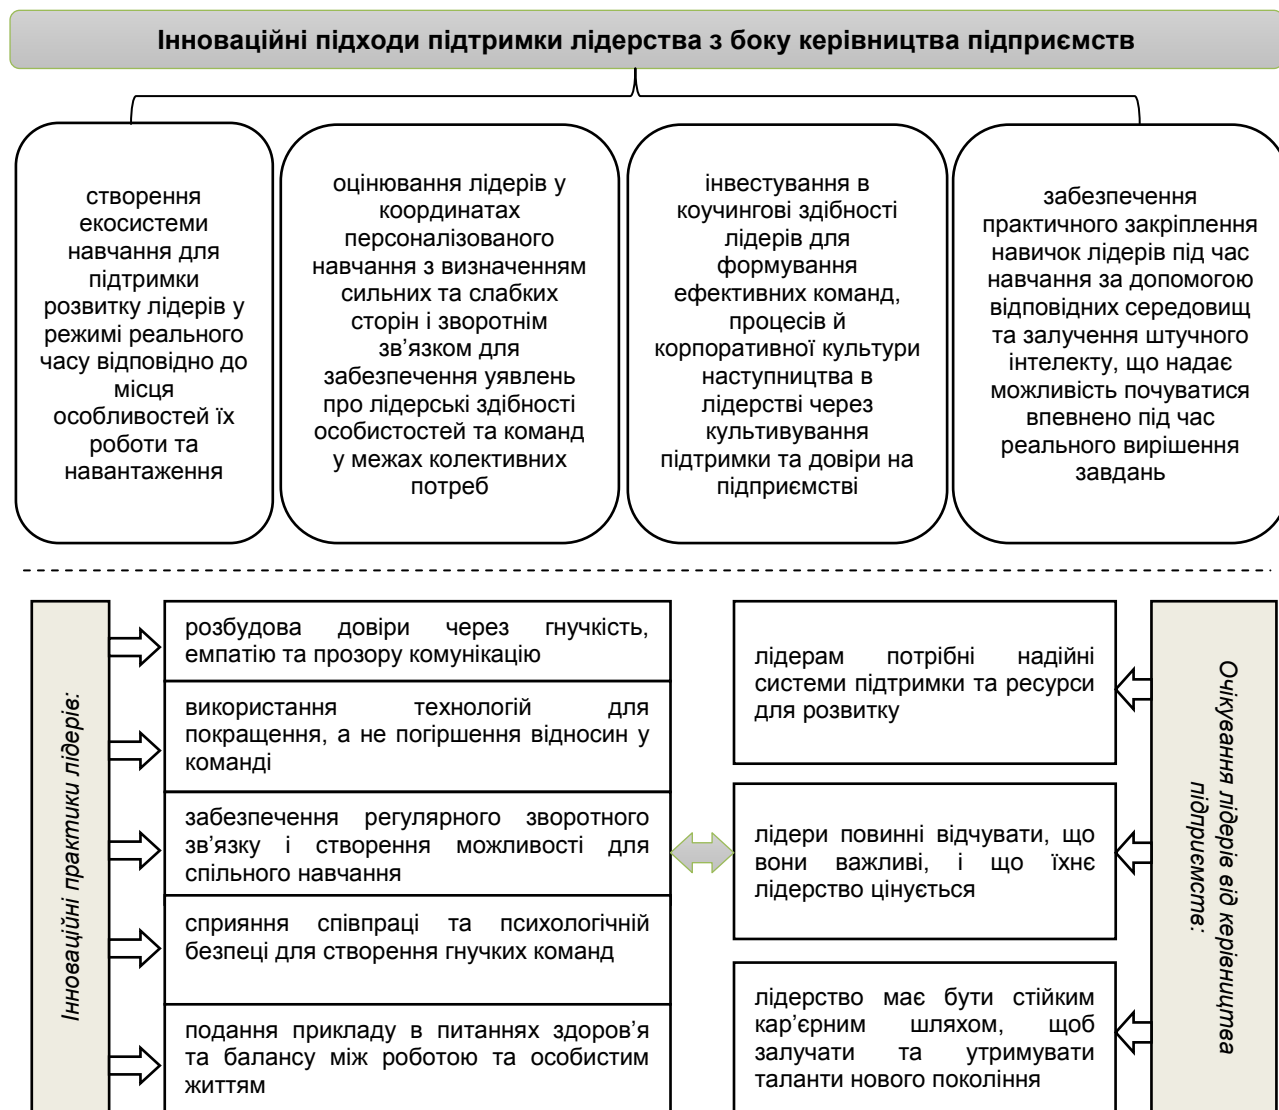 Інноваційні підходи підтримки лідерства з боку керівництва підприємств
створення
екосистеми
навчання для
підтримки
розвитку лідерів у
режимі реального
часу відповідно до
місця
особливостей їх
роботи та
навантаження
оцінювання лідерів у
координатах
персоналізованого
навчання з визначенням
сильних та слабких
сторін і зворотнім
зв’язком для
забезпечення уявлень
про лідерські здібності
особистостей та команд
у межах колективних
потреб
інвестування в
коучингові здібності
лідерів для
формування
ефективних команд,
процесів й
корпоративної культури
наступництва в
лідерстві через
культивування
підтримки та довіри на
підприємстві
забезпечення
практичного закріплення
навичок лідерів під час
навчання за допомогою
відповідних середовищ
та залучення штучного
інтелекту, що надає
можливість почуватися
впевнено під час
реального вирішення
завдань
Інноваційні практики лідерів:
розбудова довіри через гнучкість,
емпатію та прозору комунікацію
використання технологій для
покращення, а не погіршення відносин у
команді
забезпечення регулярного зворотного
зв’язку і створення можливості для
спільного навчання
сприяння співпраці та психологічній
безпеці для створення гнучких команд
подання прикладу в питаннях здоров’я
та балансу між роботою та особистим
життям
лідерам потрібні надійні
системи підтримки та ресурси
для розвитку
лідери повинні відчувати, що
вони важливі, і що їхнє
лідерство цінується
лідерство має бути стійким
кар’єрним шляхом, щоб
залучати та утримувати
таланти нового покоління
Очікування лідерів від керівництва
підприємств: